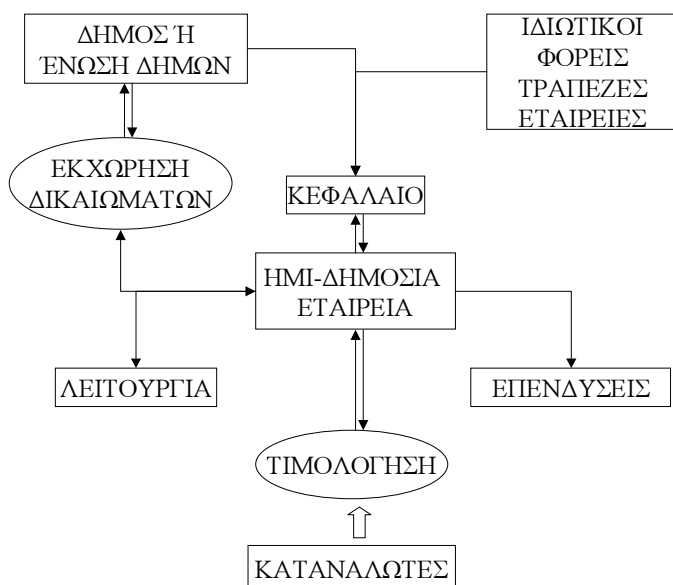 ΔΗΜΟΣ Ή
ΈΝΩΣΗ ΔΗΜΩΝ
ΙΔΙΩΤΙΚΟΙ
ΦΟΡΕΙΣ
ΤΡΑΠΕΖΕΣ
ΕΤΑΙΡΕΙΕΣ
ΕΚΧΩΡΗΣΗ
ΔΙΚΑΙΩΜΑΤΩΝ
ΚΕΦΑΛΑΙΟ
ΗΜΙ-ΔΗΜΟΣΙΑ
ΕΤΑΙΡΕΙΑ
ΛΕΙΤΟΥΡΓΙΑ
ΕΠΕΝΔΥΣΕΙΣ
ΤΙΜΟΛΟΓΗΣΗ
ΚΑΤΑΝΑΛΩΤΕΣ